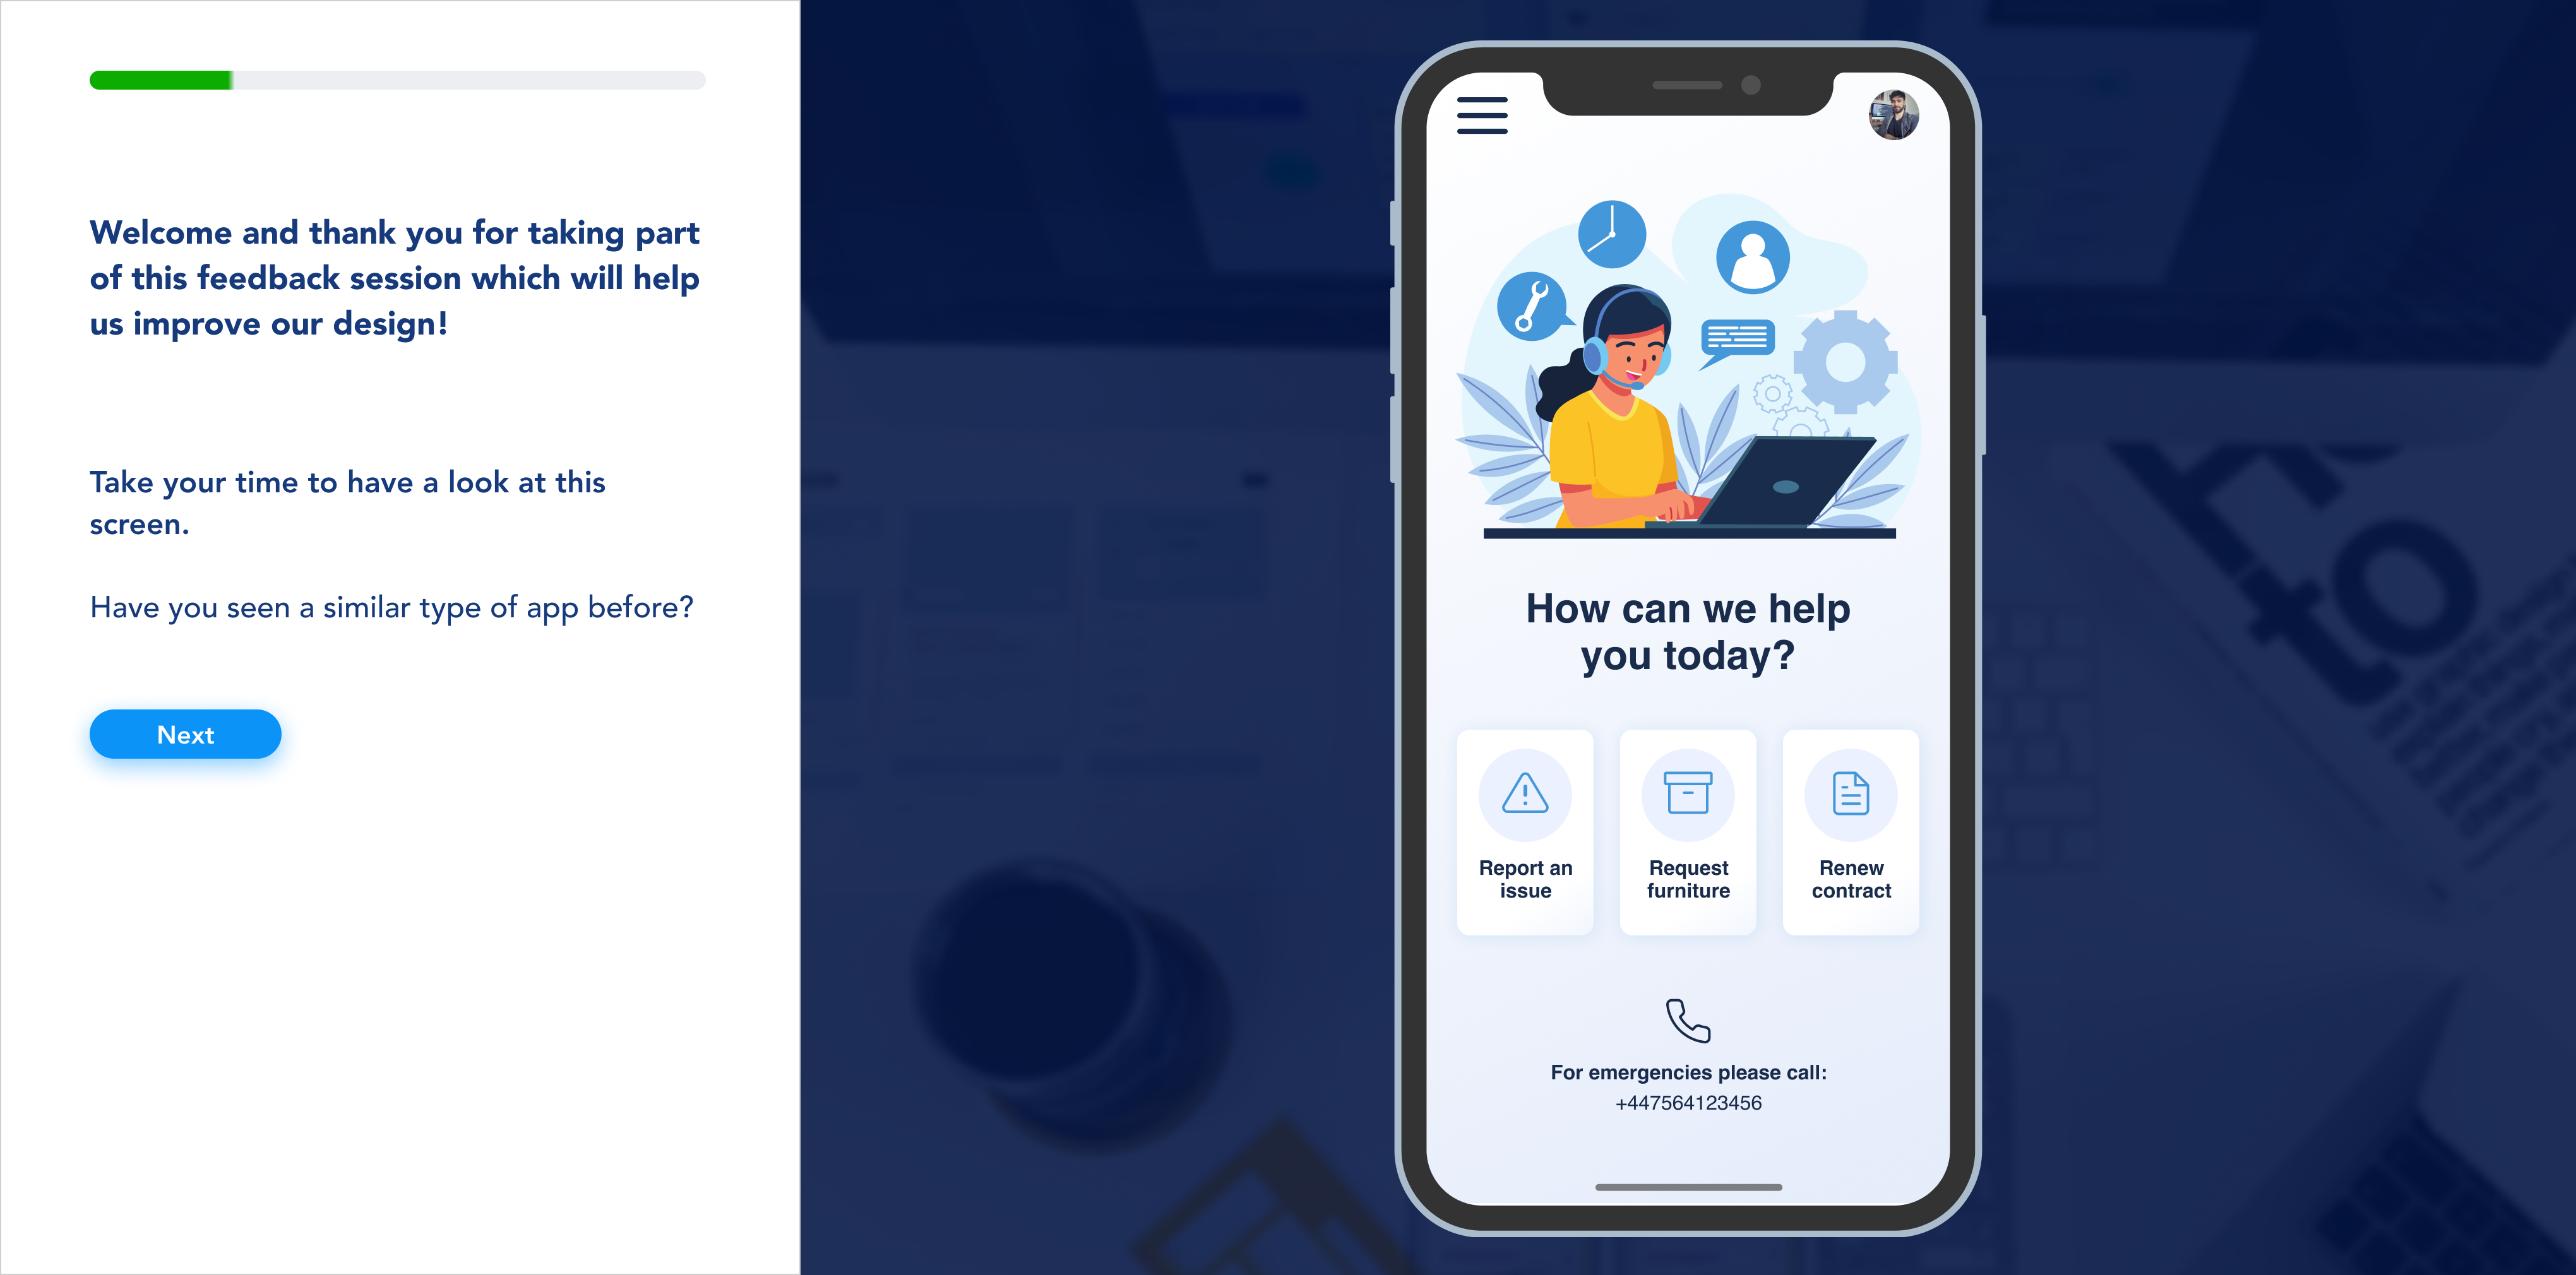 Welcome and thank you for taking part
of this feedback session which will help
us improve our design!
Take your time to have a look at this
screen.
Have you seen a similar type of app before?
Next
How can we help
you today?
Report an
issue
Request
furniture
Renew
contract
For emergencies please call:
+447564123456
to